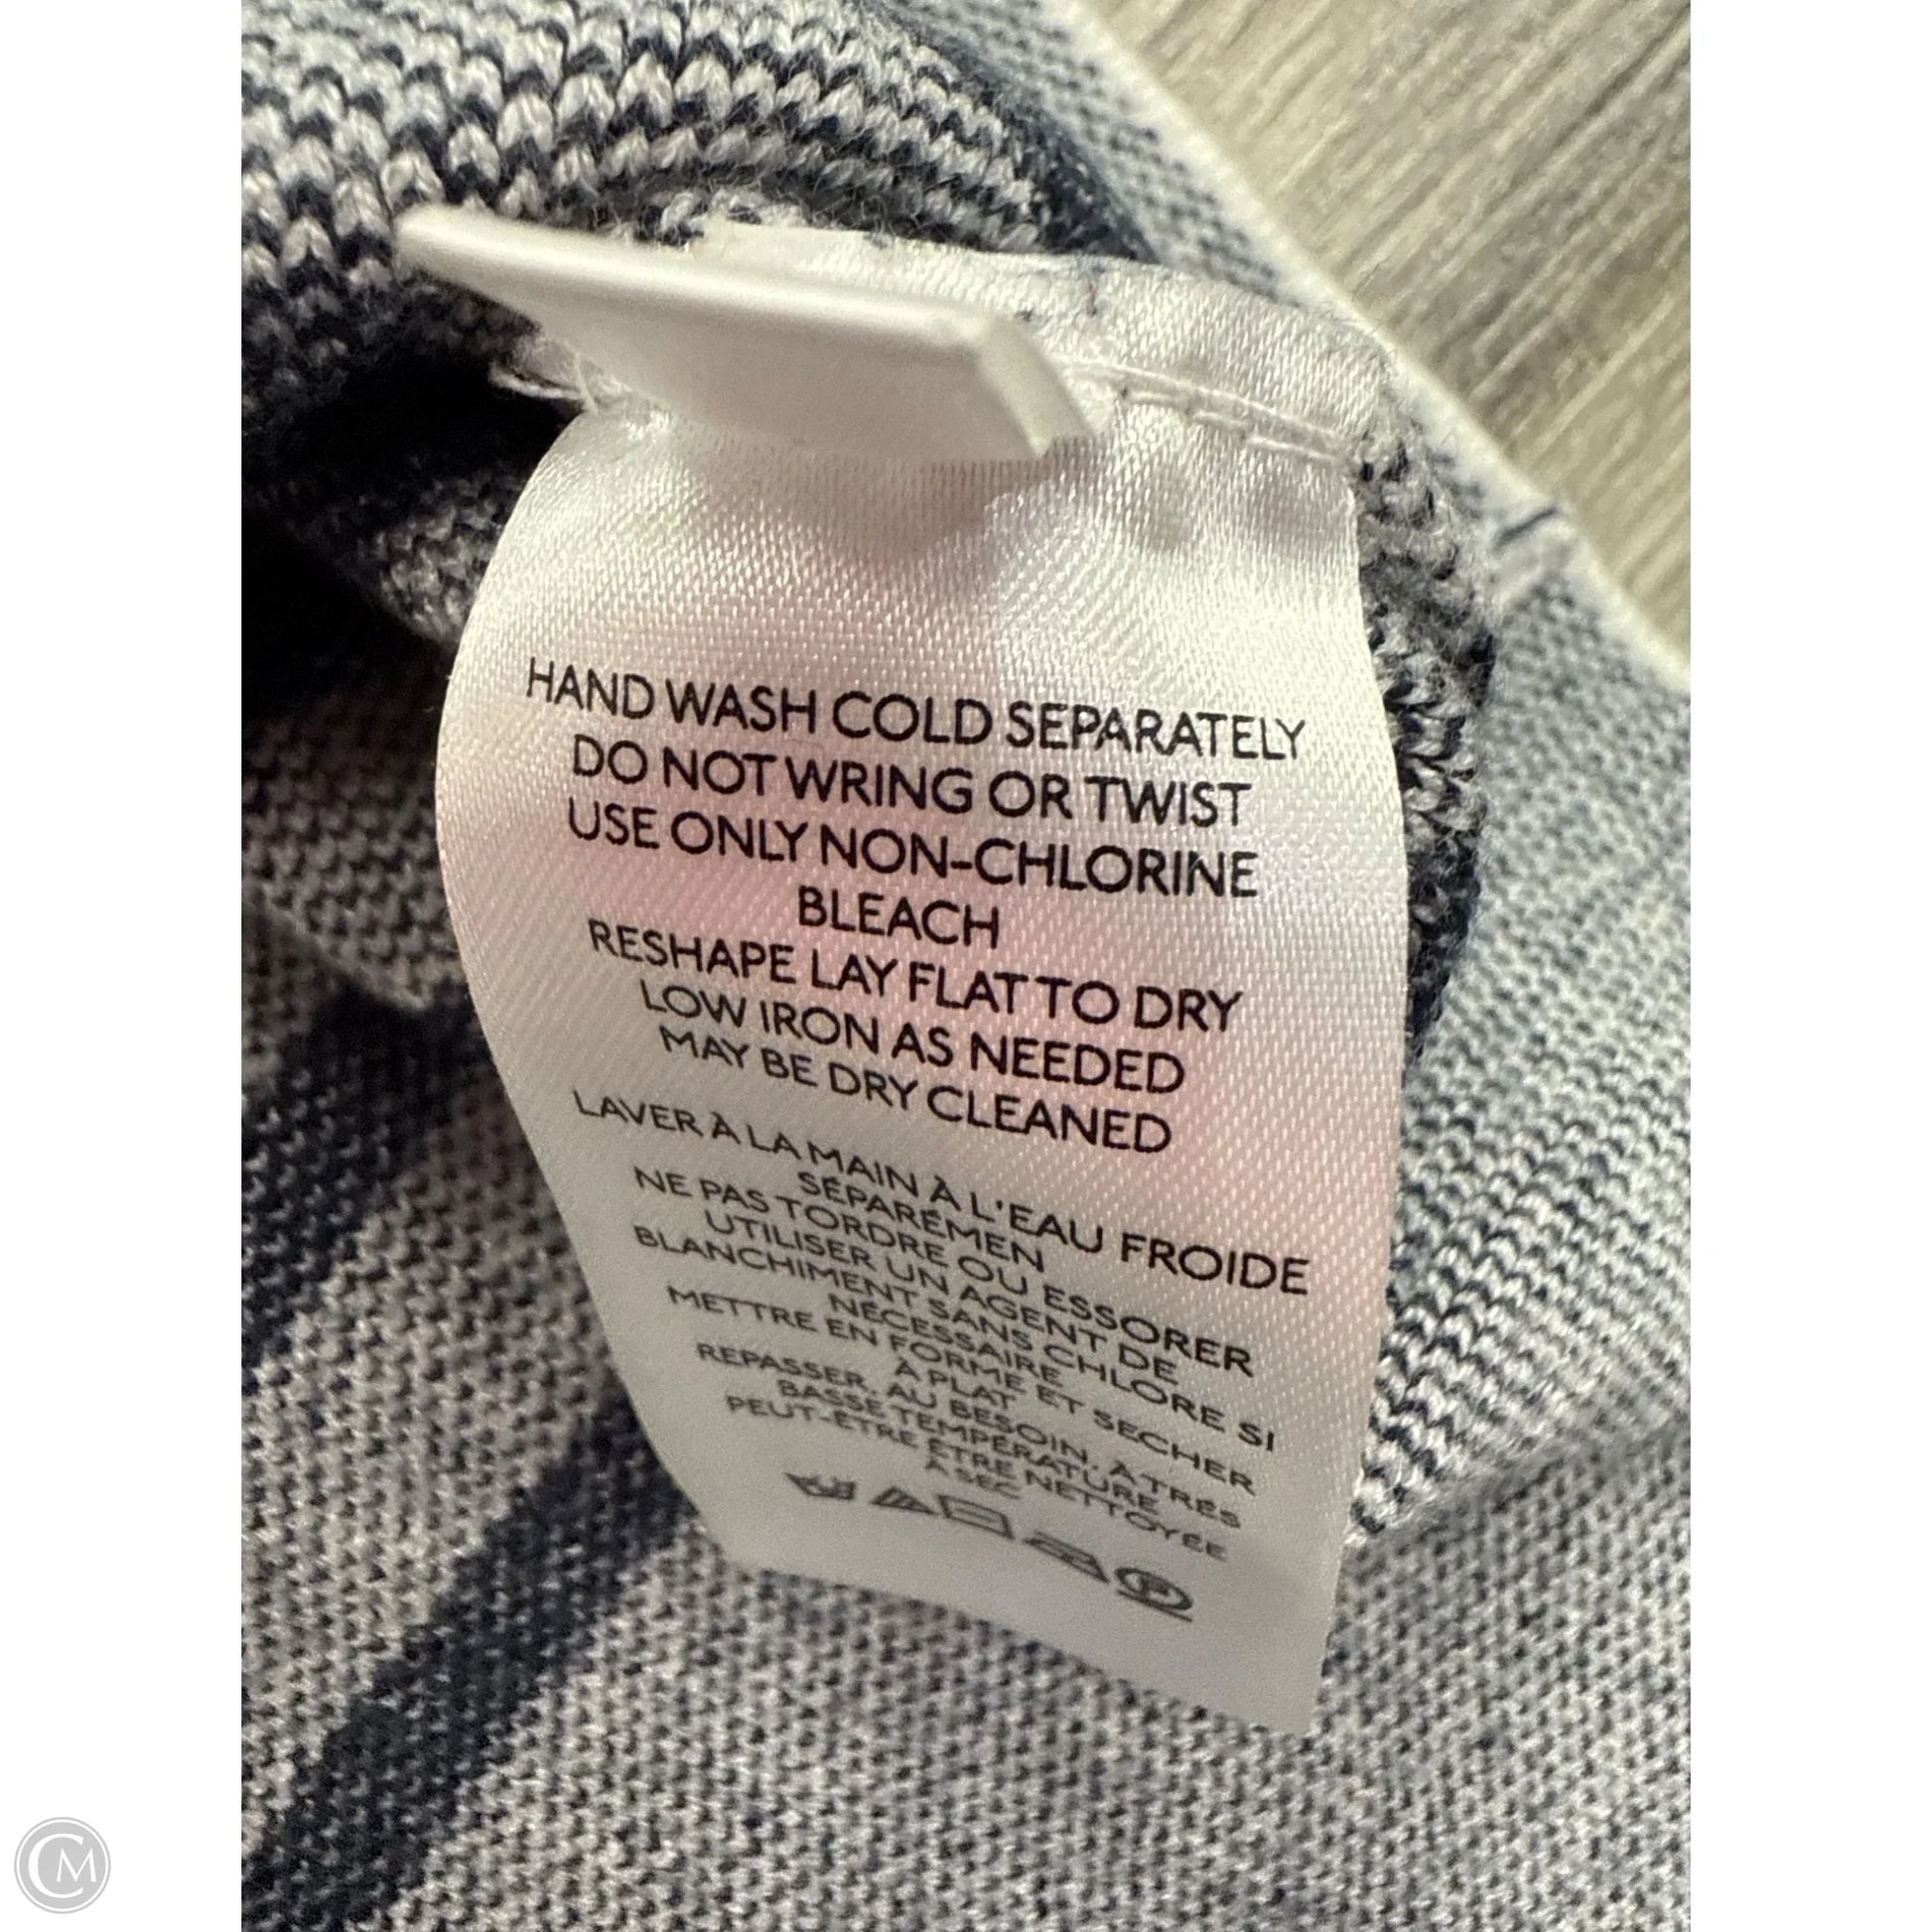 HAND WASH COLD SEPARATELY
DO NOT WRING OR TWIST
USE ONLY NON-CHLORINE
BLEACH
RESHAPE LAY FLAT TO DRY
LOW IRON AS NEEDED
MAY BE DRY CLEANED
LAVER À LA MAIN À L'EAU FROIDE
SÉPARÉMEN
NE PAS TORDRE OU ESSORER
UTILISER UN AGENT DE
BLANCHIMENT SANS CHLORE SI
NÉCESSAIRE
METTRE EN FORME ET SECHER
À PLAT
REPASSER, AU BESOIN, À TRÈS
BASSE TEMPÉRATURE
PEUT-ÊTRE ÊTRE NETTOYÉE
À SEC
P
CM